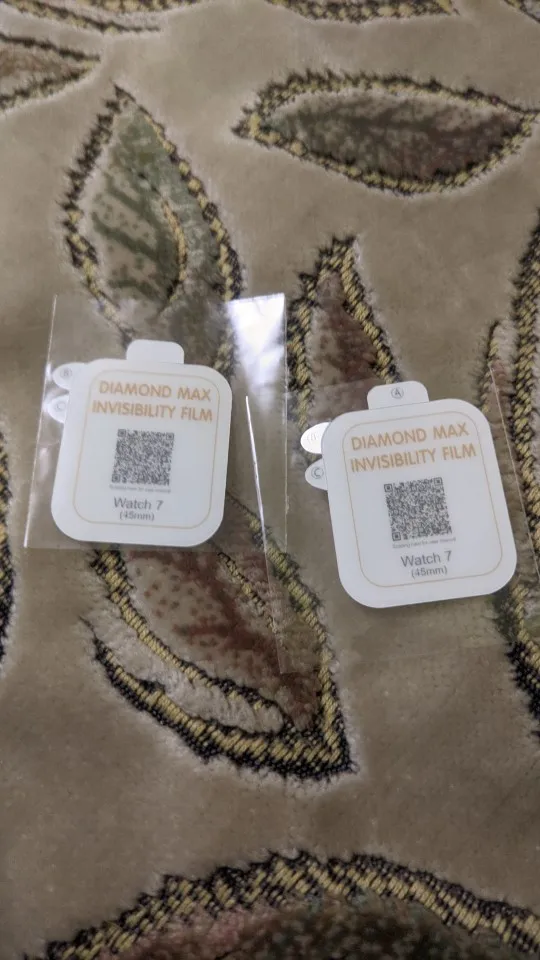 DIAMOND MAX
INVISIBILITY FILM
Watch 7
(45mm)
B
C
A
DIAMOND MAX
INVISIBILITY FILM
Watch 7
(45mm)
C